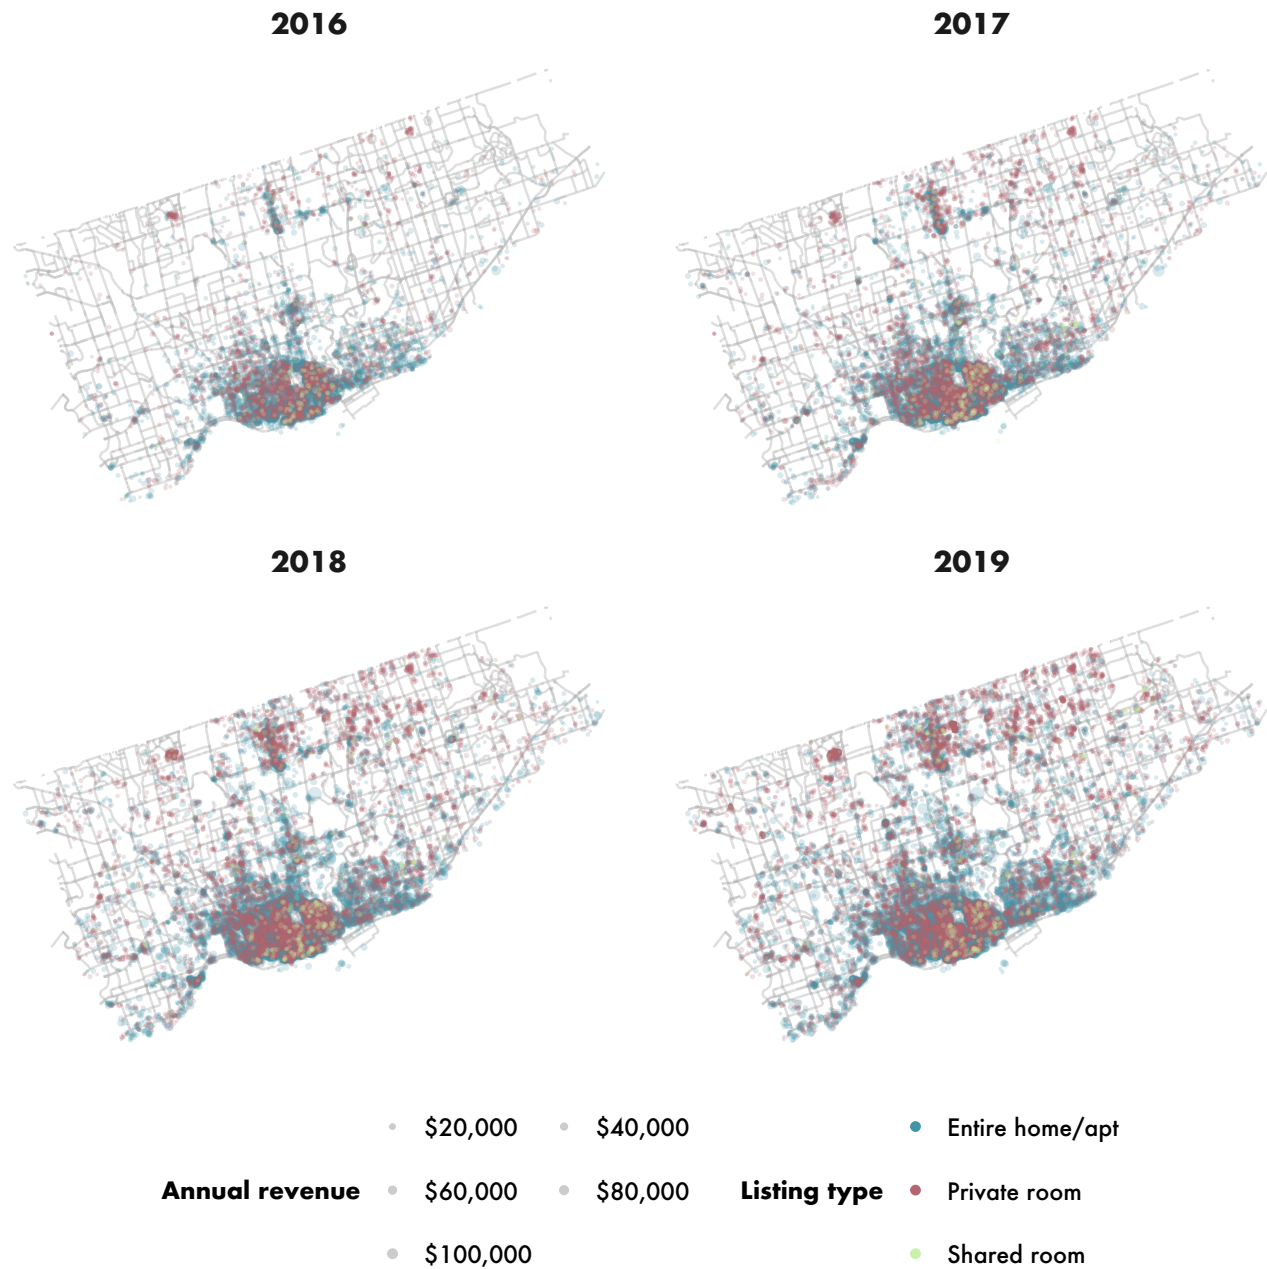 2016 2017
2018 2019
$20,000 $40,000 Entire home/apt
Annual revenue $60,000 $80,000 Listing type Private room
$100,000 Shared room